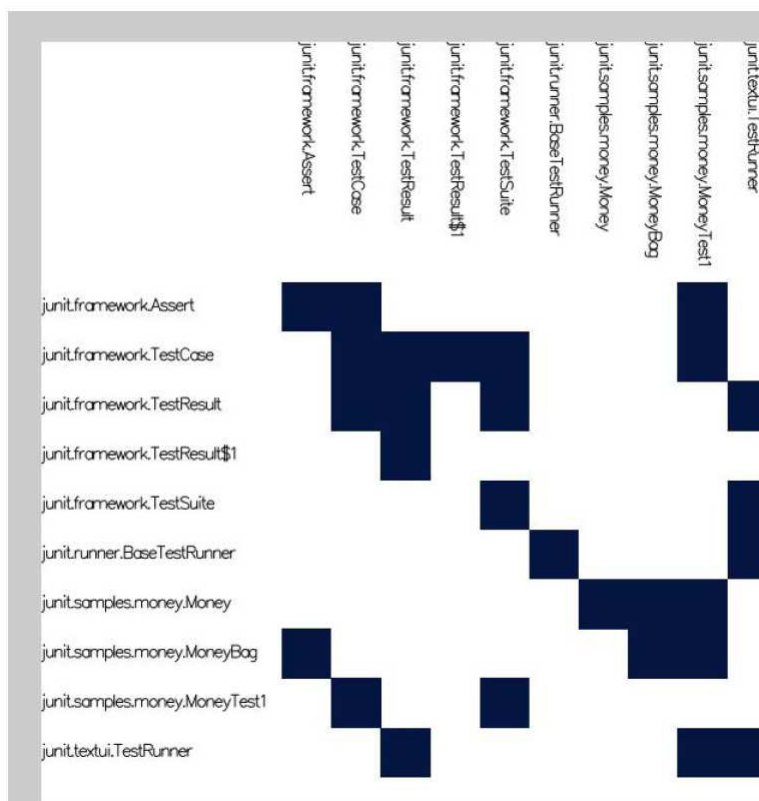 junit.framework.Assert
junit.framework.TestCase
junit.framework.TestResult
junit.framework.TestResult$1
junit.framework.TestSuite
junit.runner.BaseTestRunner
junit.samples.money.Money
junit.samples.money.MoneyBag
junit.samples.money.MoneyTest1
junit.textui.TestRunner
junit.framework.Assert
junit.framework.TestCase
junit.framework.TestResult
junit.framework.TestResult$1
junit.framework.TestSuite
junit.runner.BaseTestRunner
junit.samples.money.Money
junit.samples.money.MoneyBag
junit.samples.money.MoneyTest1
junit.textui.TestRunner